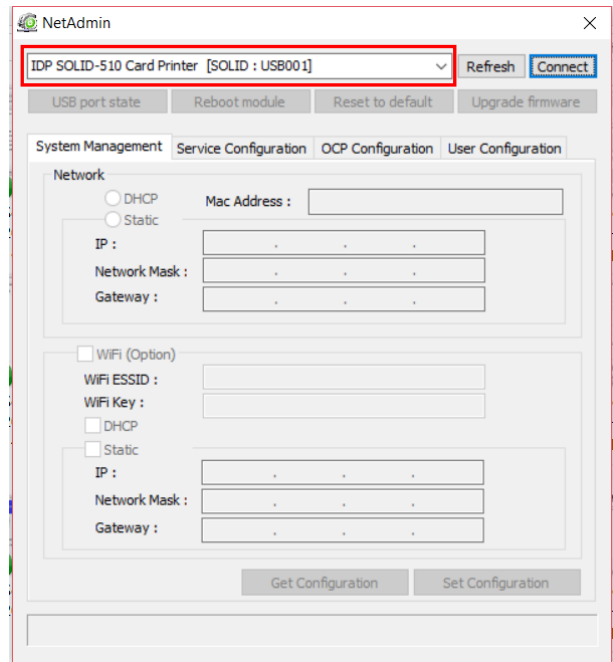 NetAdmin
IDP SOLID-510 Card Printer [SOLID : USB001] Refresh Connect
USB port state Reboot module Reset to default Upgrade firmware
System Management Service Configuration OCP Configuration User Configuration
Network
DHCP Mac Address :
Static
IP : . . .
Network Mask : . . .
Gateway : . . .
WiFi (Option)
WiFi ESSID :
WiFi Key :
DHCP
Static
IP : . . .
Network Mask : . . .
Gateway : . . .
Get Configuration Set Configuration